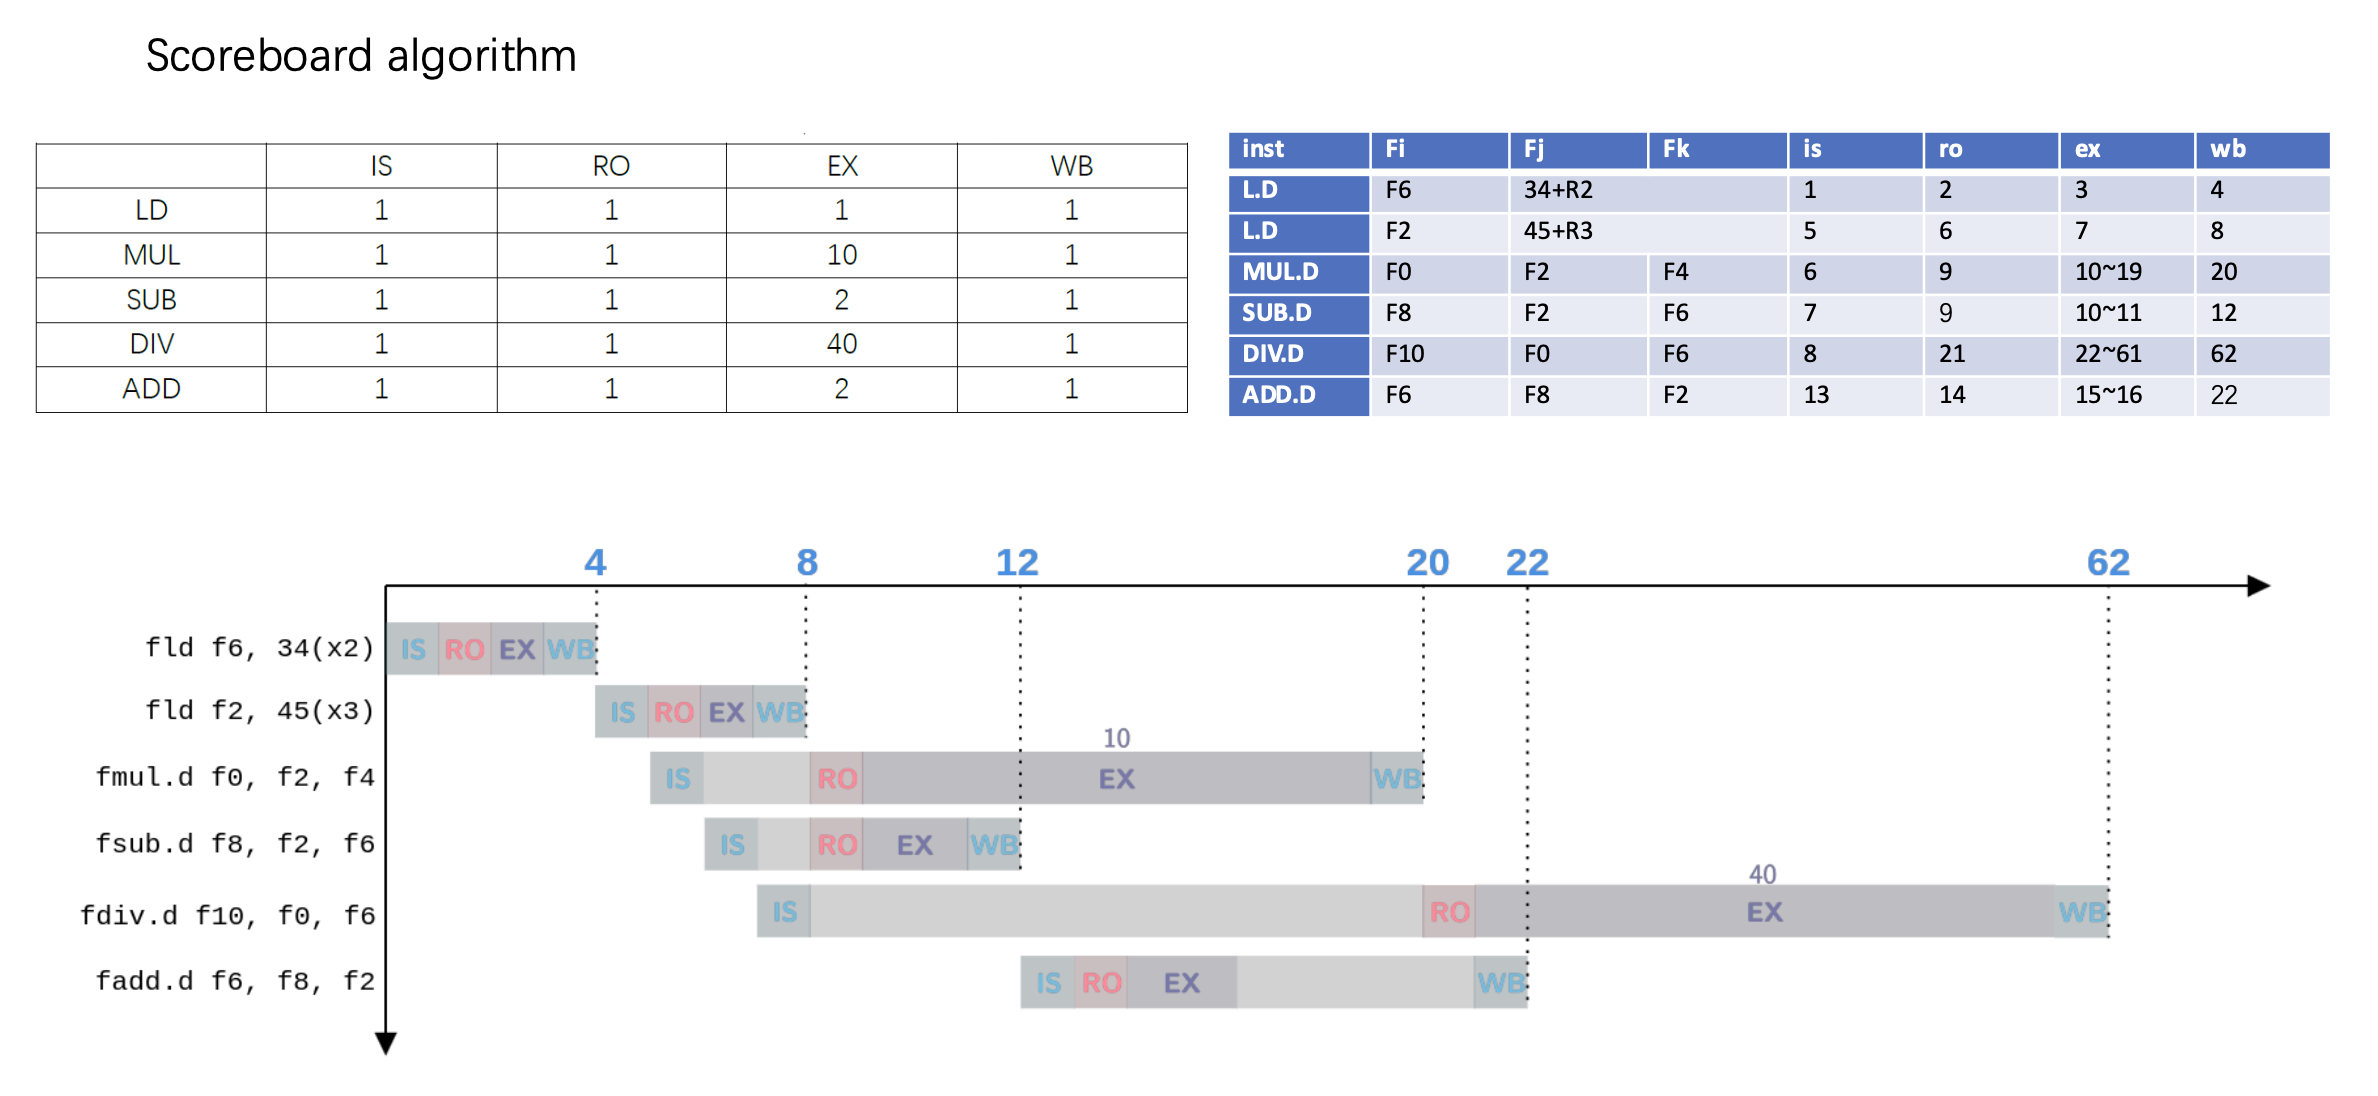 Scoreboard algorithm
IS RO EX WB
LD 1 1 1 1
MUL 1 1 10 1
SUB 1 1 2 1
DIV 1 1 40 1
ADD 1 1 2 1
inst Fi Fj Fk is ro ex wb
L.D F6 34+R2 1 2 3 4
L.D F2 45+R3 5 6 7 8
MUL.D F0 F2 F4 6 9 10~19 20
SUB.D F8 F2 F6 7 9 10~11 12
DIV.D F10 F0 F6 8 21 22~61 62
ADD.D F6 F8 F2 13 14 15~16 22
4 8 12 20 22 62
fld f6, 34(x2) IS RO EX WB
fld f2, 45(x3) IS RO EX WB
10
fmul.d f0, f2, f4 IS RO EX WB
fsub.d f8, f2, f6 IS RO EX WB
40
fdiv.d f10, f0, f6 IS RO EX WB
fadd.d f6, f8, f2 IS RO EX WB